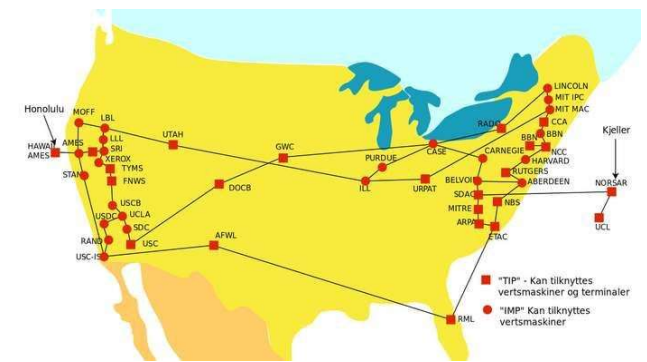 Honolulu
MOFF
LBL
LLL
HAWAII
AMES
AMES
SRI
XEROX
TYMS
STAN
FNWS
UTAH
USCB
USDC
UCLA
SDC
RAND
USC
USC-ISI
AFWL
DOCB
GWC
PURDUE
ILL
URPAT
CASE
RADC
LINCOLN
MIT IPC
MIT MAC
CCA
BBN
BBN
NCC
CARNEGIE
HARVARD
RUTGERS
BELVOIR
ABERDEEN
SDAC
NBS
MITRE
ARPA
ETAC
RML
Kjeller
NORSAR
UCL
"TIP" - Kan tilknyttes
vertsmaskiner og terminaler
"IMP" Kan tilknyttes
vertsmaskiner